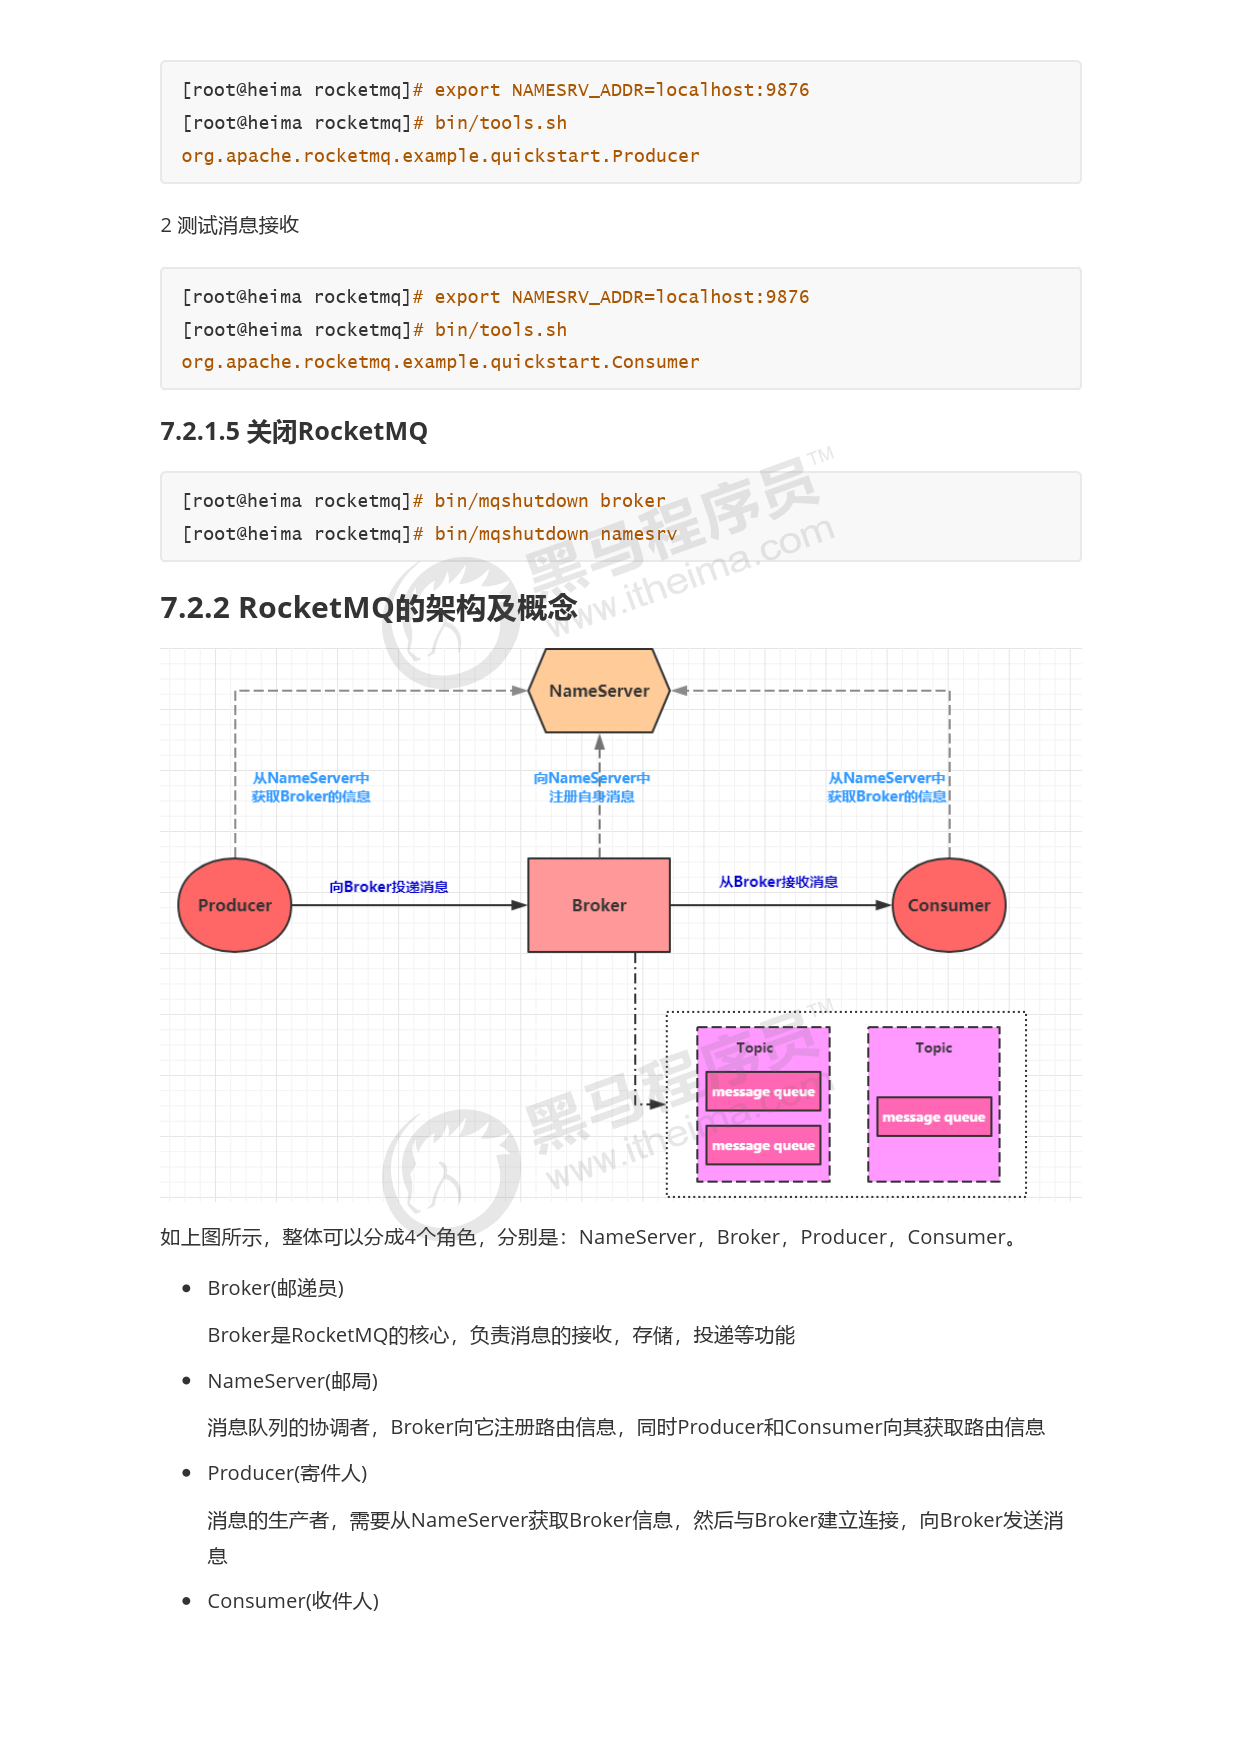 [root@heima rocketmq]# export NAMESRV_ADDR=localhost:9876
[root@heima rocketmq]# bin/tools.sh
org.apache.rocketmq.example.quickstart.Producer
2 测试消息接收
[root@heima rocketmq]# export NAMESRV_ADDR=localhost:9876
[root@heima rocketmq]# bin/tools.sh
org.apache.rocketmq.example.quickstart.Consumer
7.2.1.5 关闭RocketMQ
[root@heima rocketmq]# bin/mqshutdown broker
[root@heima rocketmq]# bin/mqshutdown namesrv
黑马程序员™
www.itheima.com
7.2.2 RocketMQ的架构及概念
NameServer
从NameServer中
获取Broker的信息
向NameServer中
注册自身消息
从NameServer中
获取Broker的信息
Producer
向Broker投递消息
Broker
从Broker接收消息
Consumer
Topic
message queue
message queue
Topic
message queue
黑马程序员™
www.itheima.com
如上图所示，整体可以分成4个角色，分别是：NameServer，Broker，Producer，Consumer。
Broker(邮递员)
Broker是RocketMQ的核心，负责消息的接收，存储，投递等功能
NameServer(邮局)
消息队列的协调者，Broker向它注册路由信息，同时Producer和Consumer向其获取路由信息
Producer(寄件人)
消息的生产者，需要从NameServer获取Broker信息，然后与Broker建立连接，向Broker发送消
息
Consumer(收件人)